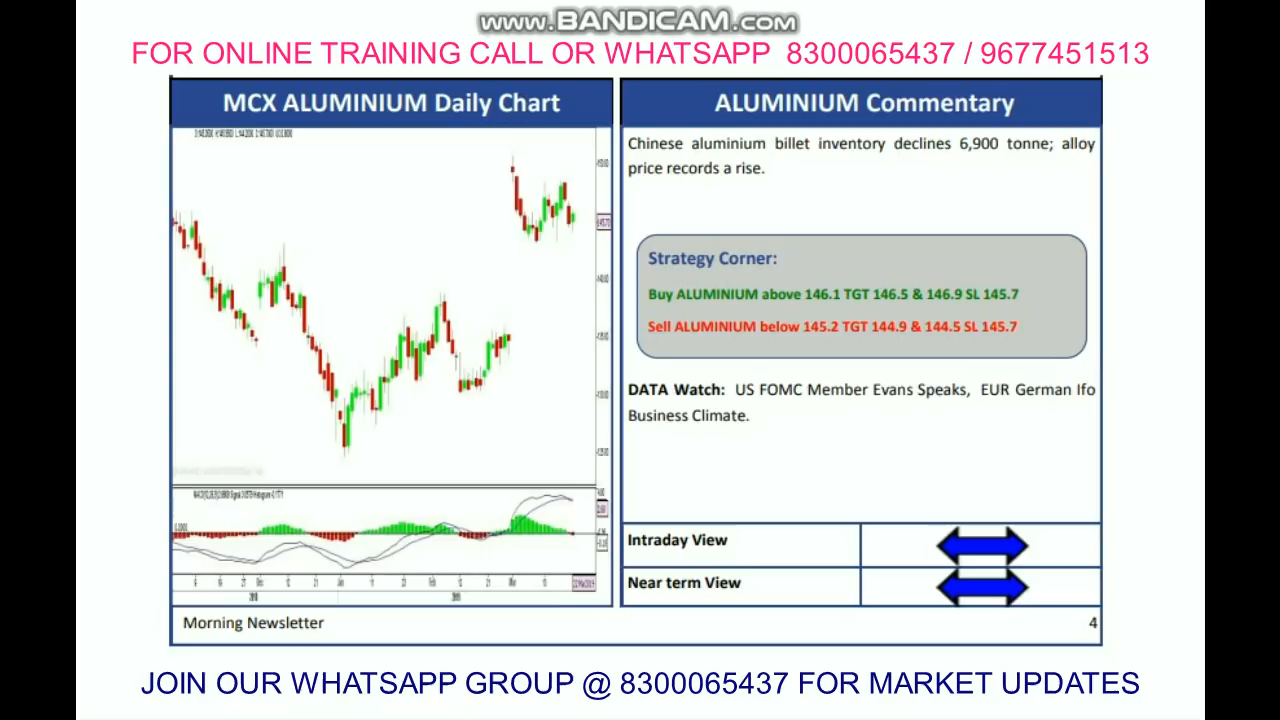 www.BANDICAM.com
FOR ONLINE TRAINING CALL OR WHATSAPP 8300065437 / 9677451513
MCX ALUMINIUM Daily Chart
ALUMINIUM Commentary
Chinese aluminium billet inventory declines 6,900 tonne; alloy
price records a rise.
Strategy Corner:
Buy ALUMINIUM above 146.1 TGT 146.5 & 146.9 SL 145.7
Sell ALUMINIUM below 145.2 TGT 144.9 & 144.5 SL 145.7
DATA Watch: US FOMC Member Evans Speaks, EUR German Ifo
Business Climate.
Intraday View
Near term View
Morning Newsletter
4
JOIN OUR WHATSAPP GROUP @ 8300065437 FOR MARKET UPDATES